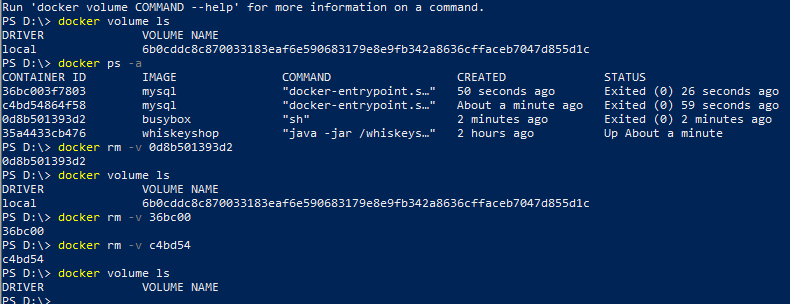 Run 'docker volume COMMAND --help' for more information on a command.
PS D:\> docker volume ls
DRIVER              VOLUME NAME
local               6b0cddc8c870033183eaf6e590683179e8e9fb342a8636cffaceb7047d855d1c
PS D:\> docker ps -a
CONTAINER ID        IMAGE               COMMAND                  CREATED              STATUS
36bc003f7803        mysql               "docker-entrypoint.s…"   50 seconds ago       Exited (0) 26 seconds ago
c4bd54864f58        mysql               "docker-entrypoint.s…"   About a minute ago   Exited (0) 59 seconds ago
0d8b501393d2        busybox             "sh"                     2 minutes ago        Exited (0) 2 minutes ago
35a4433cb476        whiskeyshop         "java -jar /whiskeys…"   2 hours ago          Up About a minute
PS D:\> docker rm -v 0d8b501393d2
0d8b501393d2
PS D:\> docker volume ls
DRIVER              VOLUME NAME
local               6b0cddc8c870033183eaf6e590683179e8e9fb342a8636cffaceb7047d855d1c
PS D:\> docker rm -v 36bc00
36bc00
PS D:\> docker rm -v c4bd54
c4bd54
PS D:\> docker volume ls
DRIVER              VOLUME NAME
PS D:\>